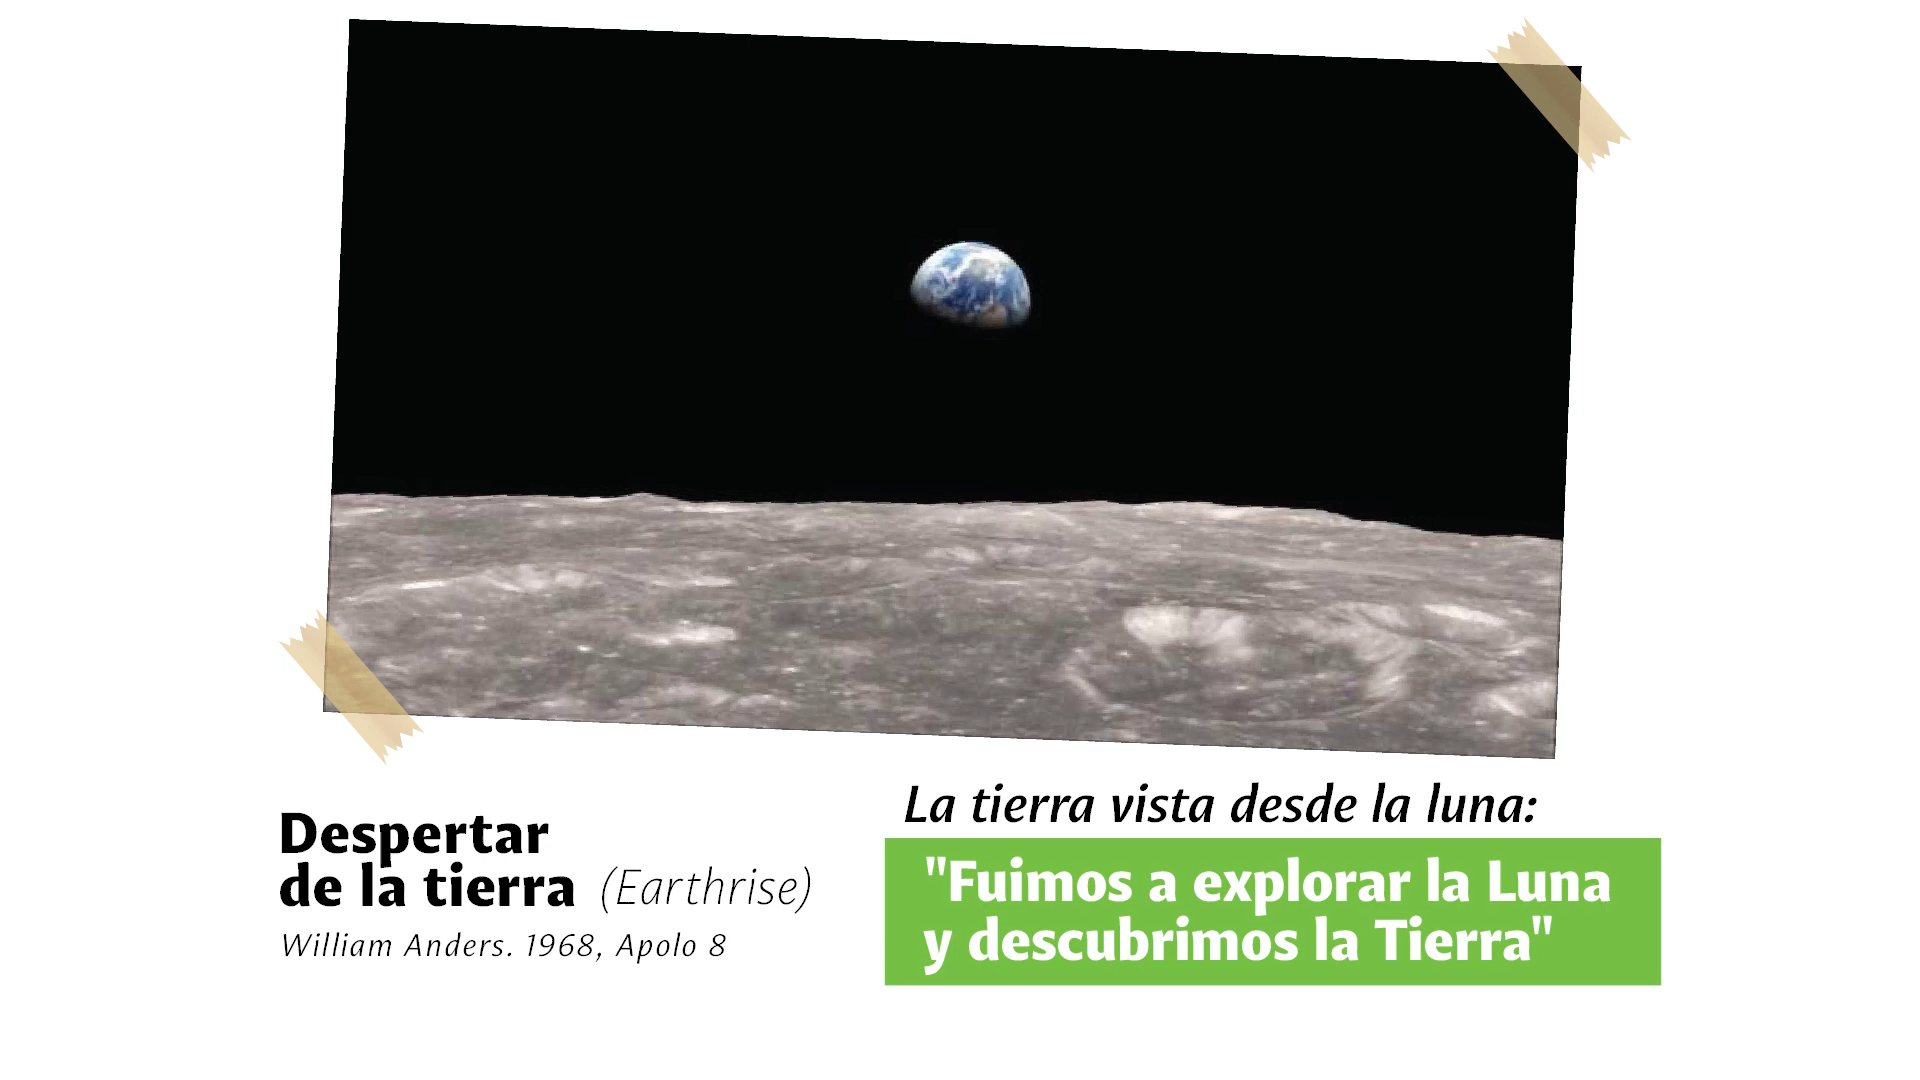 Despertar
de la tierra (Earthrise)
William Anders. 1968, Apolo 8
La tierra vista desde la luna:
"Fuimos a explorar la Luna
y descubrimos la Tierra"